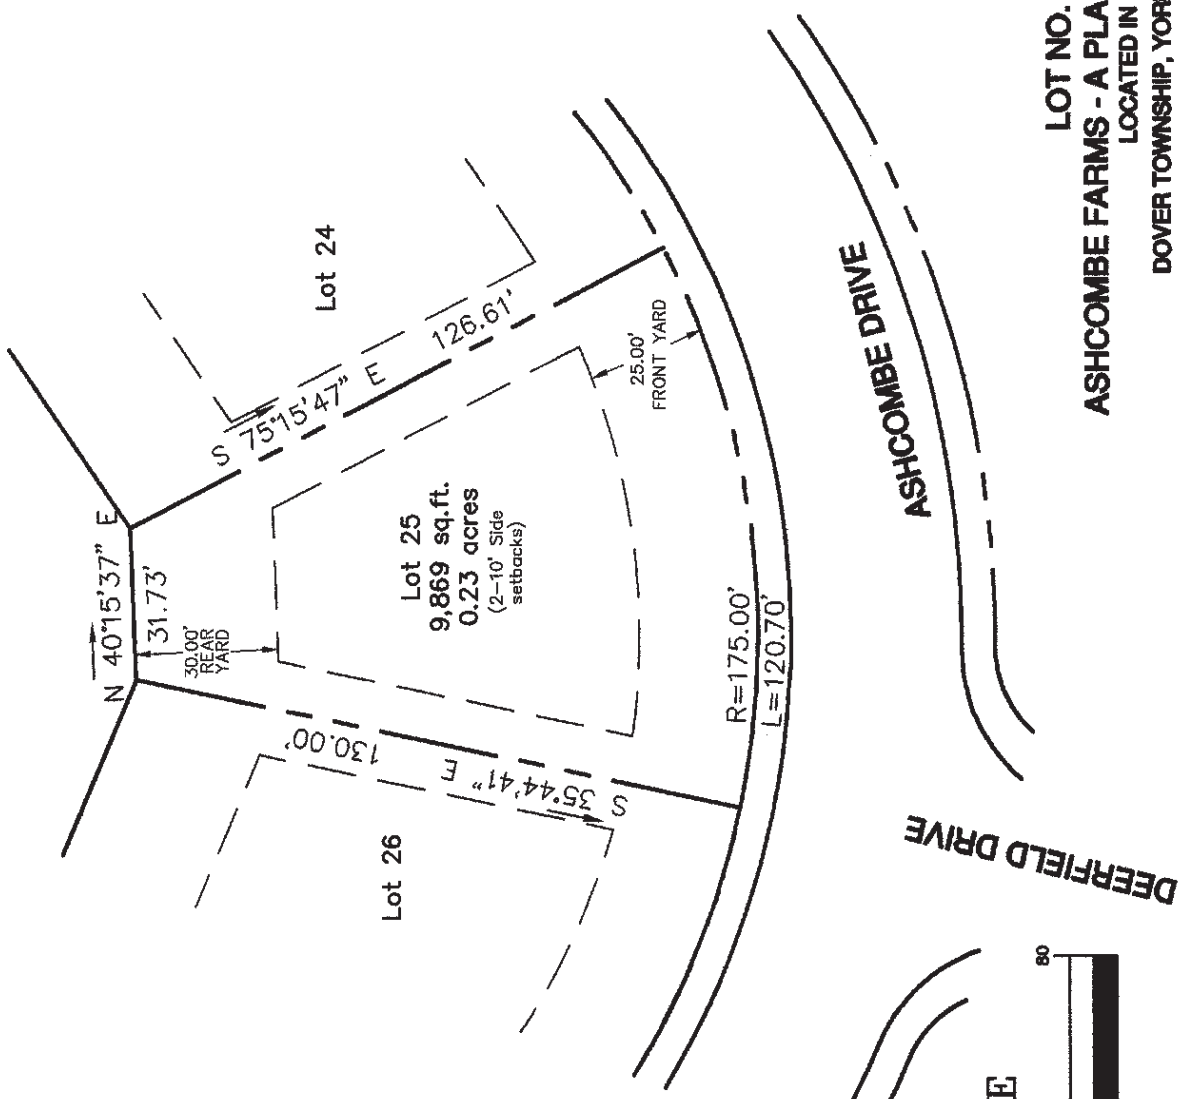 Lot 24
S 75°15'47" E 126.61'
N 40°15'37" E
31.73'
30.00'
REAR
YARD
Lot 25
9,869 sq.ft.
0.23 acres
(2-10' Side
setbacks)
25.00'
FRONT YARD
S 35°44'41" E 130.00'
Lot 26
R=175.00'
L=120.70'
ASHCOMBE DRIVE
DEERFIELD DRIVE
LOT NO.
ASHCOMBE FARMS - A PLA
LOCATED IN
DOVER TOWNSHIP, YOR
80
E